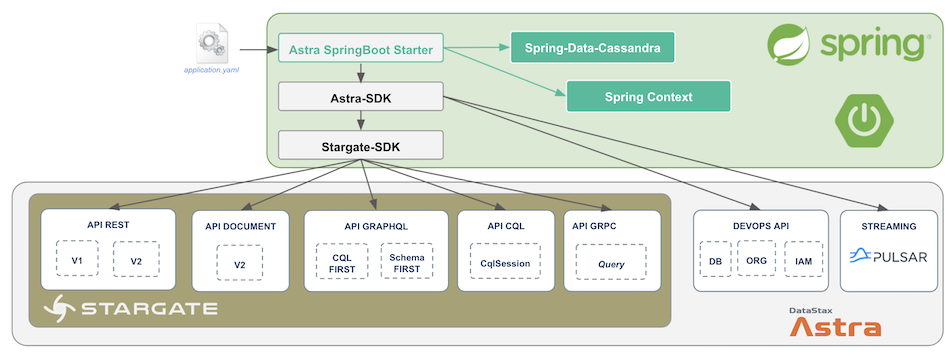 application.yaml
Astra SpringBoot Starter
Spring-Data-Cassandra
spring
Astra-SDK
Spring Context
Stargate-SDK
API REST
V1
V2
API DOCUMENT
V2
API GRAPHQL
CQL
FIRST
Schema
FIRST
API CQL
CqlSession
API GRPC
Query
DEVOPS API
DB
ORG
IAM
STREAMING
PULSAR
STARGATE
DataStax
Astra